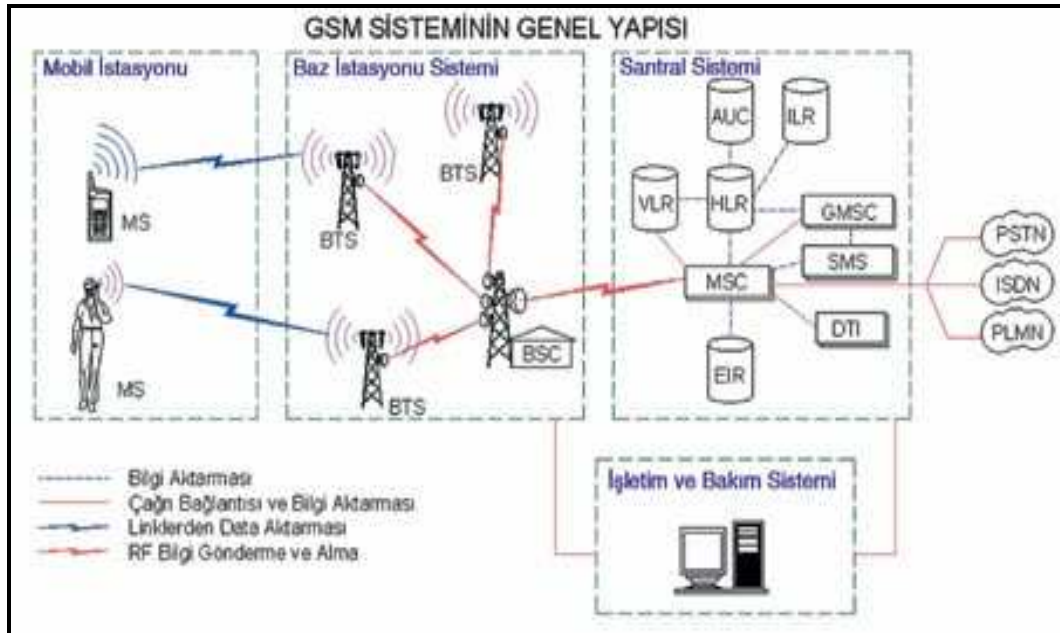 GSM SİSTEMİNİN GENEL YAPISI
Mobil İstasyonu
Baz İstasyonu Sistemi
Santral Sistemi
MS
MS
BTS
BTS
BTS
BSC
AUC
ILR
VLR
HLR
GMSC
SMS
MSC
DTI
EIR
PSTN
ISDN
PLMN
Bilgi Aktarması
Çağrı Bağlantısı ve Bilgi Aktarması
Linklerden Data Aktarması
RF Bilgi Gönderme ve Alma
İşletim ve Bakım Sistemi